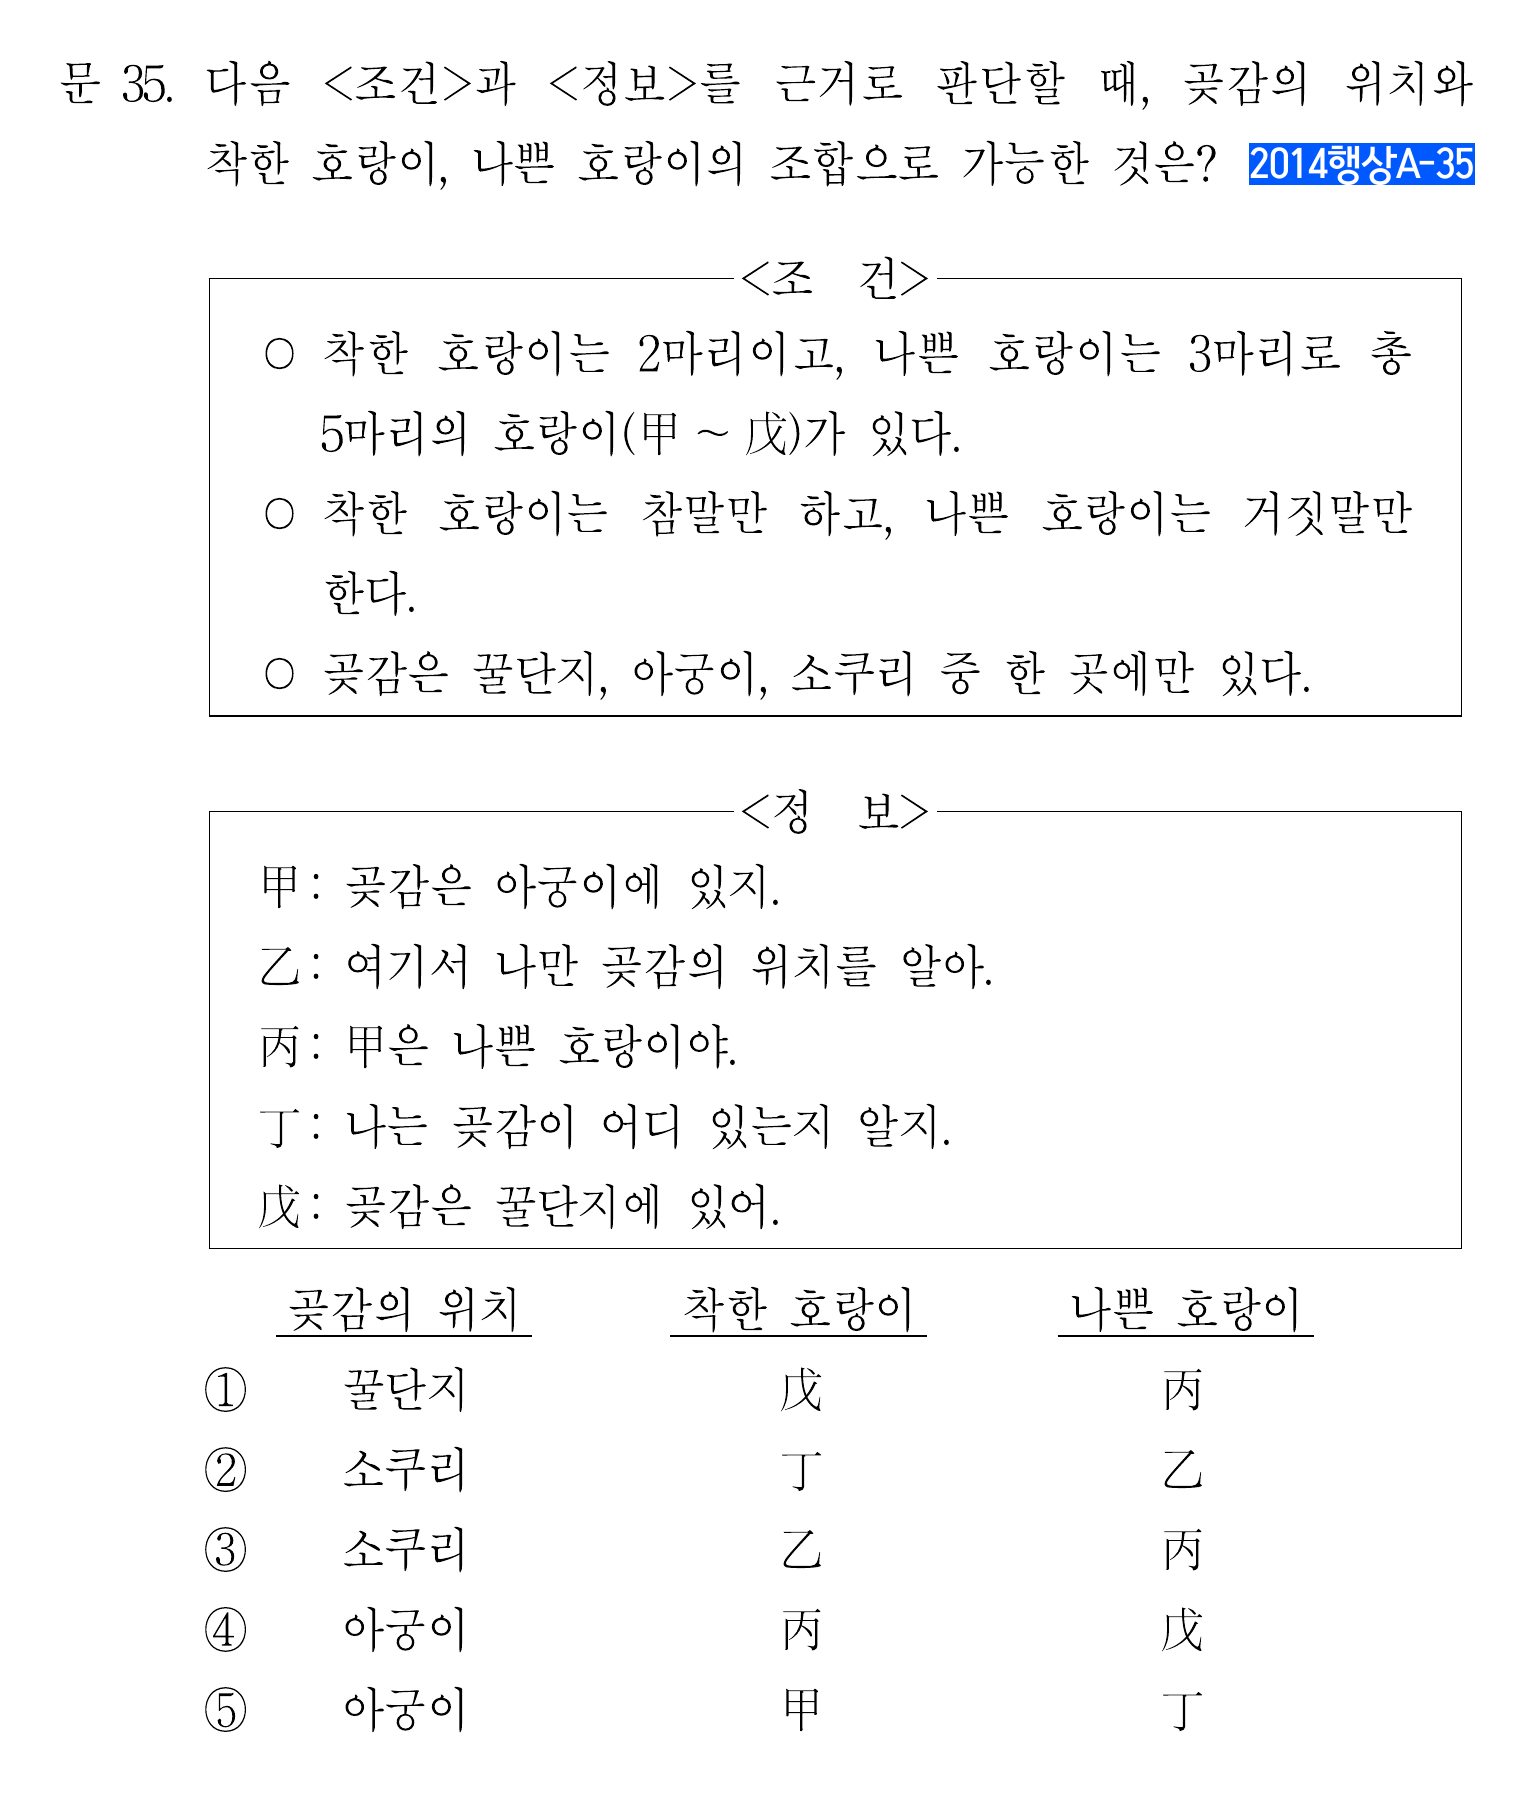 문 35. 다음 <조건>과 <정보>를 근거로 판단할 때, 곶감의 위치와
착한 호랑이, 나쁜 호랑이의 조합으로 가능한 것은? 2014행상A-35
<조 건>
○ 착한 호랑이는 2마리이고, 나쁜 호랑이는 3마리로 총
5마리의 호랑이(甲 ~ 戊)가 있다.
○ 착한 호랑이는 참말만 하고, 나쁜 호랑이는 거짓말만
한다.
○ 곶감은 꿀단지, 아궁이, 소쿠리 중 한 곳에만 있다.
<정 보>
甲: 곶감은 아궁이에 있지.
乙: 여기서 나만 곶감의 위치를 알아.
丙: 甲은 나쁜 호랑이야.
丁: 나는 곶감이 어디 있는지 알지.
戊: 곶감은 꿀단지에 있어.
곶감의 위치 착한 호랑이 나쁜 호랑이
① 꿀단지 戊 丙
② 소쿠리 丁 乙
③ 소쿠리 乙 丙
④ 아궁이 丙 戊
⑤ 아궁이 甲 丁